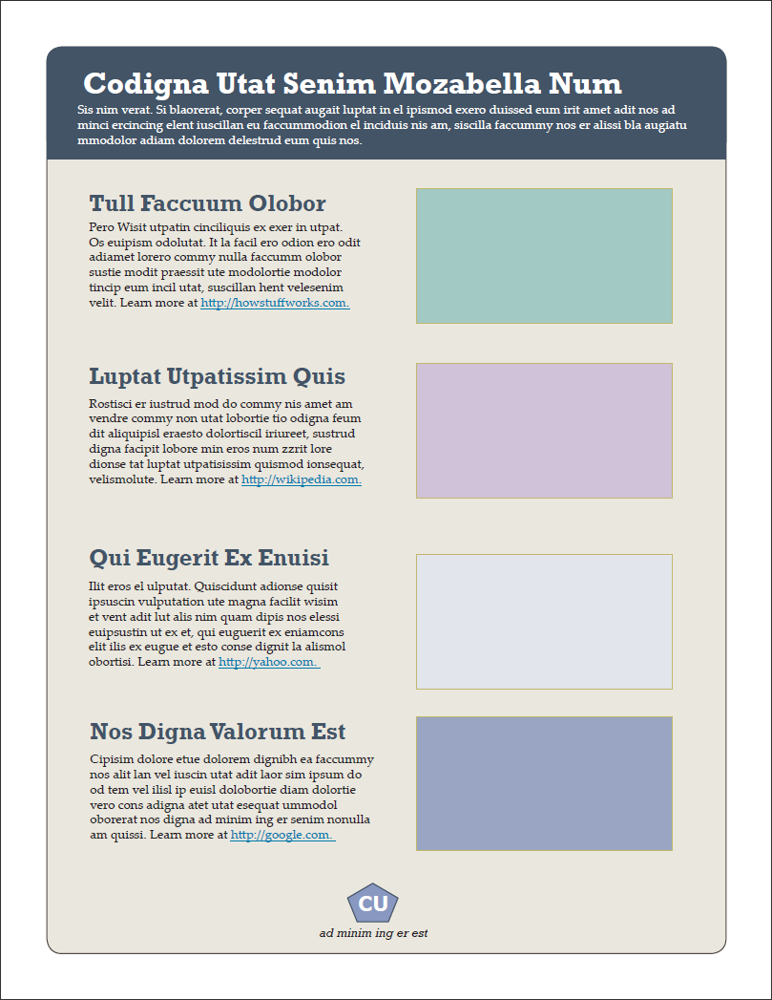 Codigna Utat Senim Mozabella Num
Sis nim verat. Si blaorerat, corper sequat augait luptat in el ipismod exero duissed eum irit amet adit nos ad
minci ercincing elent iuscillan eu faccummodion el inciduis nis am, siscilla faccummy nos er alissi bla augiatu
mmodolor adiam dolorem delestrud eum quis nos.
Tull Faccuum Olobor
Pero Wisit utpatin cinciliquis ex exer in utpat.
Os euipism odolutat. It la facil ero odion ero odit
adiamet lorero commy nulla faccumm olobor
sustie modit praessit ute modolortie modolor
tincip eum incil utat, suscillan hent velesenim
velit. Learn more at http://howstuffworks.com.
Luptat Utpatissim Quis
Rostisci er iustrud mod do commy nis amet am
vendre commy non utat lobortie tio odigna feum
dit aliquipisl eraesto dolortiscil iriureet, sustrud
digna facipit lobore min eros num zzrit lore
dionse tat luptat utpatisissim quismod ionsequat,
velismolute. Learn more at http://wikipedia.com.
Qui Eugerit Ex Enuisi
Ilit eros el ulputat. Quiscidunt adionse quisit
ipsuscin vulputation ute magna facilit wisim
et vent adit lut alis nim quam dipis nos elessi
euipsustin ut ex et, qui euguerit ex eniamcons
elit ilis ex eugue et esto conse dignit la alismol
obortisi. Learn more at http://yahoo.com.
Nos Digna Valorum Est
Cipisim dolore etue dolorem dignibh ea faccummy
nos alit lan vel iuscin utat adit laor sim ipsum do
od tem vel ilisl ip euisl dolobortie diam dolortie
vero cons adigna atet utat esequat ummodol
oborerat nos digna ad minim ing er senim nonulla
am quissi. Learn more at http://google.com.
CU
ad minim ing er est